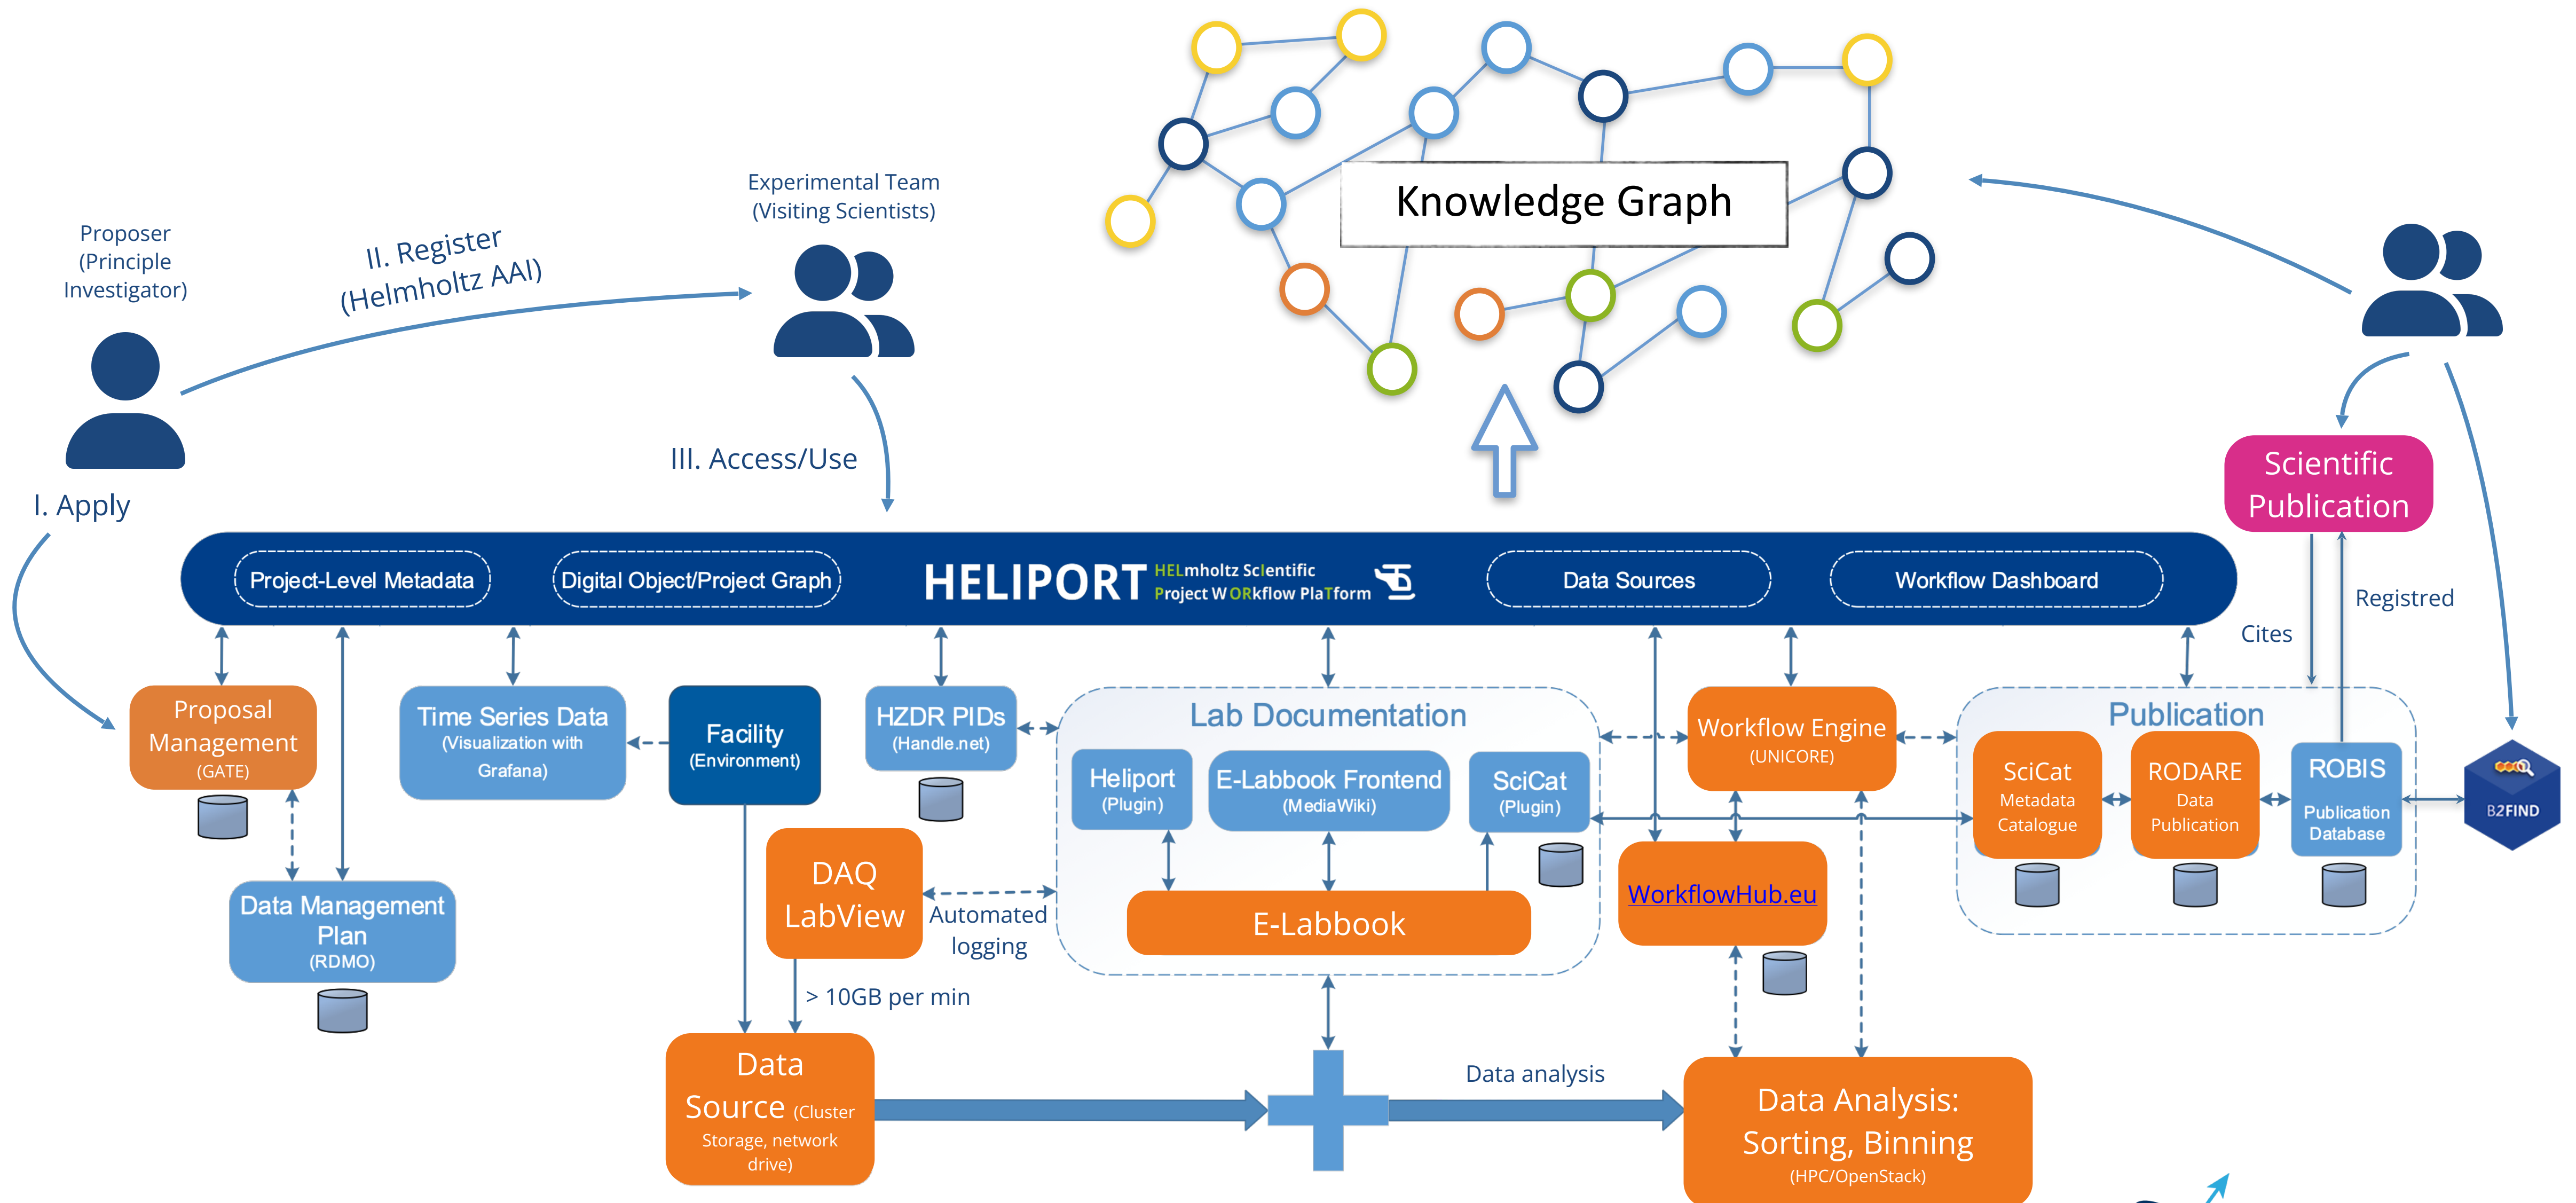 Knowledge Graph
Experimental Team
(Visiting Scientists)
Proposer
(Principle
Investigator)
II. Register
(Helmholtz AAI)
III. Access/Use
I. Apply
Scientific
Publication
Project-Level Metadata
Digital Object/Project Graph
HELIPORT
HELmholtz ScIentific
Project WORkflow PlaTform
Data Sources
Workflow Dashboard
Registred
Cites
Proposal
Management
(GATE)
Time Series Data
(Visualization with
Grafana)
Facility
(Environment)
HZDR PIDs
(Handle.net)
Lab Documentation
Heliport
(Plugin)
E-Labbook Frontend
(MediaWiki)
SciCat
(Plugin)
E-Labbook
Workflow Engine
(UNICORE)
Publication
SciCat
Metadata
Catalogue
RODARE
Data
Publication
ROBIS
Publication
Database
B2FIND
DAQ
LabView
Automated
logging
WorkflowHub.eu
Data Management
Plan
(RDMO)
> 10GB per min
Data
Source (Cluster
Storage, network
drive)
Data analysis
Data Analysis:
Sorting, Binning
(HPC/OpenStack)